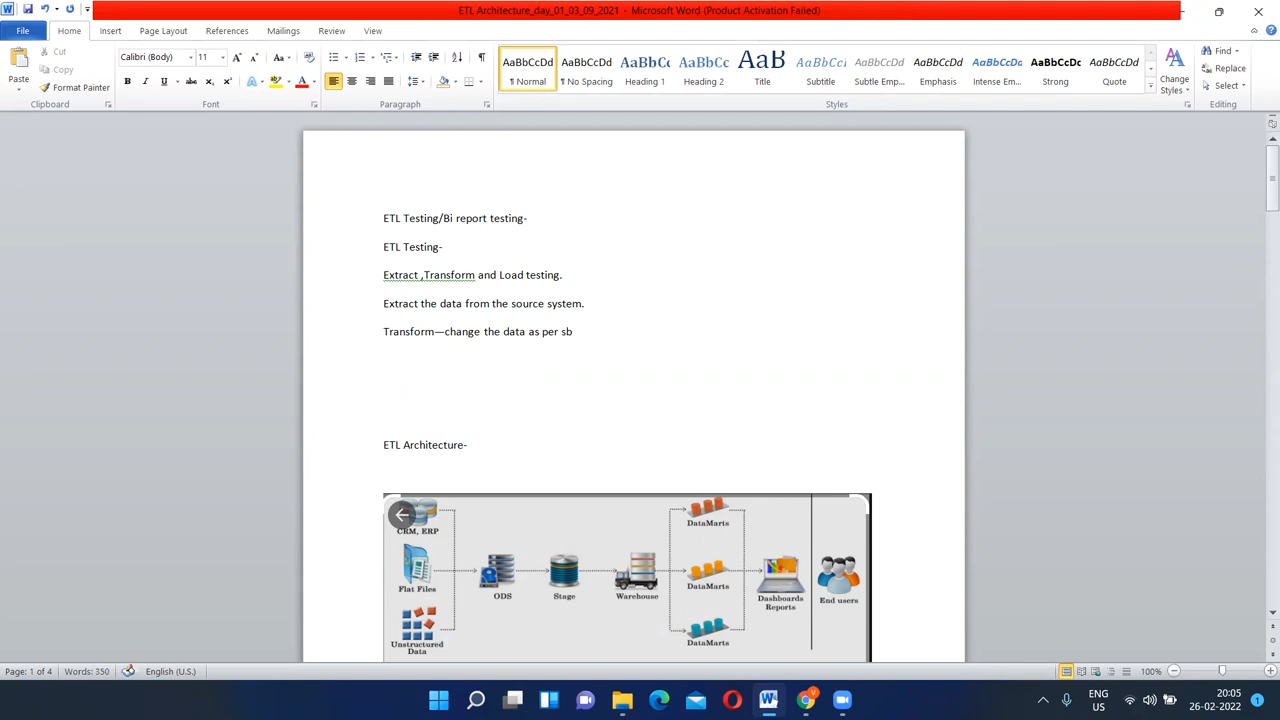 ETL Architecture_day_01_03_09_2021 - Microsoft Word (Product Activation Failed)
File Home Insert Page Layout References Mailings Review View
Paste
Cut
Copy
Format Painter
Calibri (Body) 11
AaBbCcDd AaBbCcDd AaBbCc AaBbCc AaB AaBbCcI AaBbCcDd AaBbCcDd AaBbCcDd AaBbCcDc AaBbCcDd
¶ Normal ¶ No Spacing Heading 1 Heading 2 Title Subtitle Subtle Emp... Emphasis Intense Em... Strong Quote
Change Styles
Find
Replace
Select
Clipboard Font Paragraph Styles Editing
ETL Testing/Bi report testing-
ETL Testing-
Extract ,Transform and Load testing.
Extract the data from the source system.
Transform—change the data as per sb
ETL Architecture-
CRM, ERP
Flat Files
Unstructured Data
ODS
Stage
Warehouse
DataMarts
DataMarts
DataMarts
Dashboards Reports
End users
Page: 1 of 4 Words: 350 English (U.S.) 100%
ENG US
20:05
26-02-2022